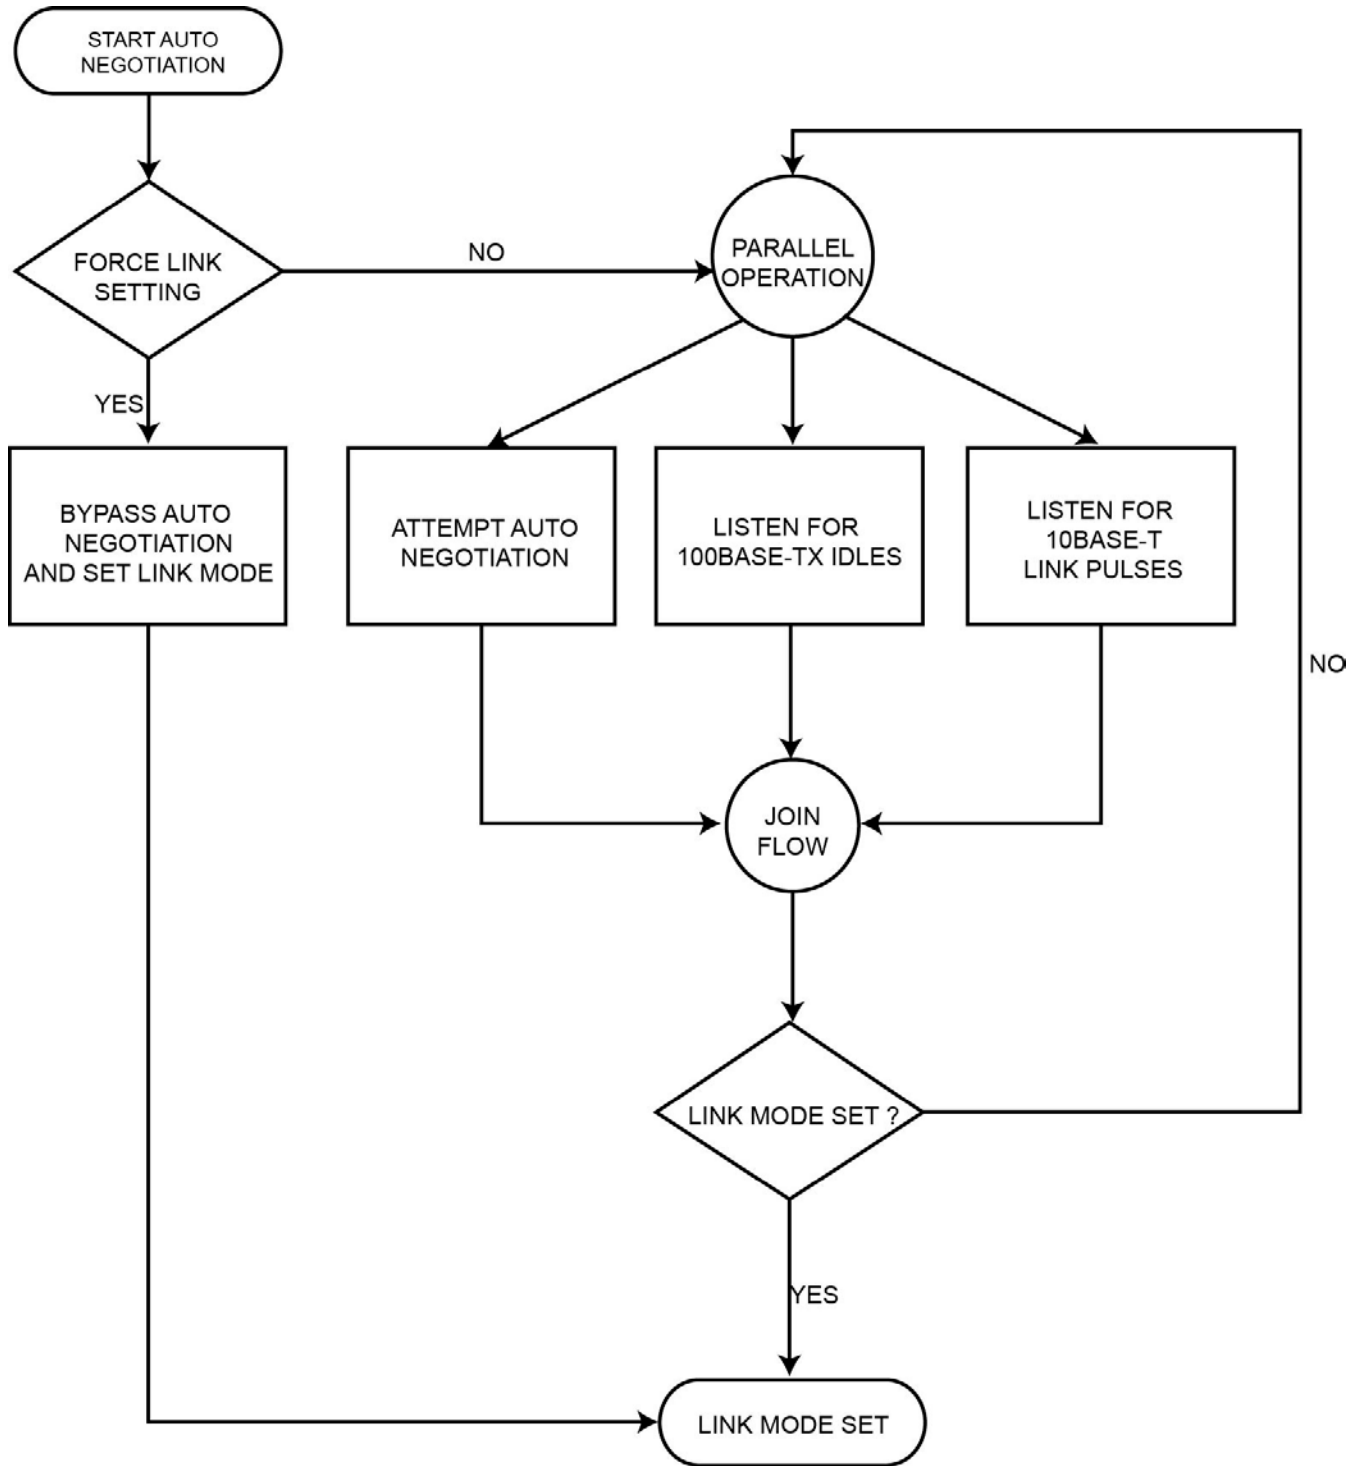 START AUTO
NEGOTIATION
FORCE LINK
SETTING
NO
PARALLEL
OPERATION
YES
BYPASS AUTO
NEGOTIATION
AND SET LINK MODE
ATTEMPT AUTO
NEGOTIATION
LISTEN FOR
100BASE-TX IDLES
LISTEN FOR
10BASE-T
LINK PULSES
NO
JOIN
FLOW
LINK MODE SET ?
YES
LINK MODE SET